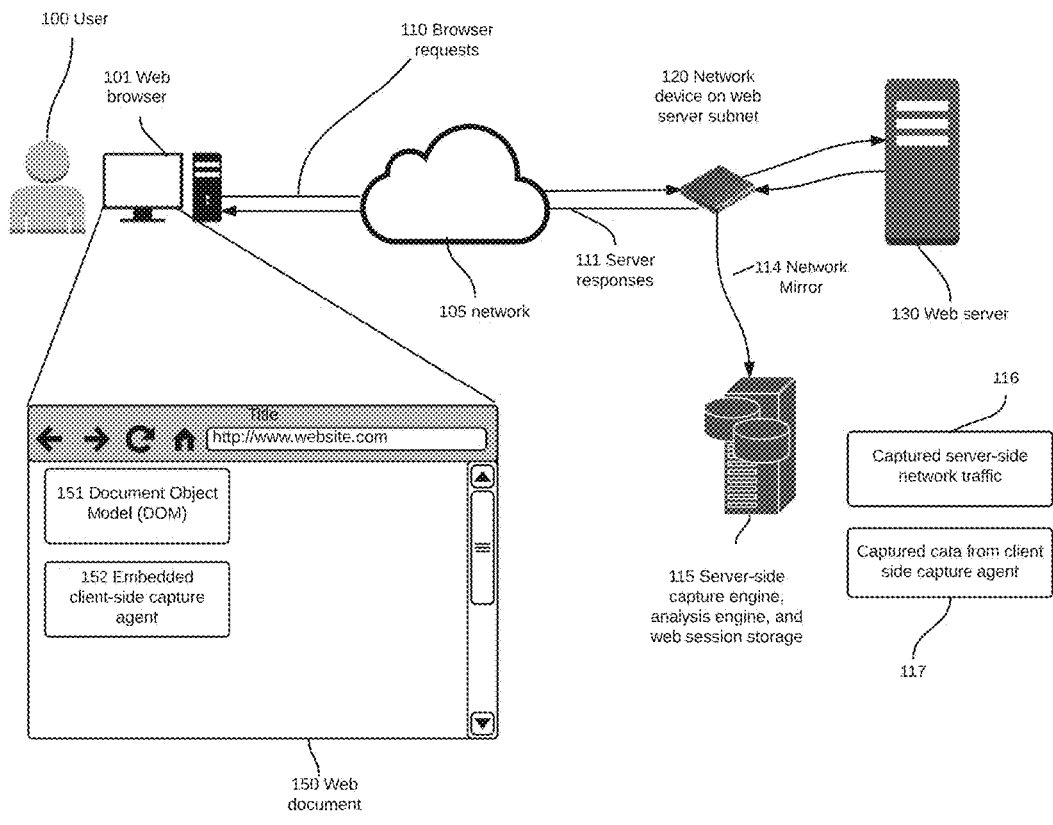 100 User
101 Web
browser
110 Browser
requests
120 Network
device on web
server subnet
111 Server
responses
105 network
114 Network
Mirror
130 Web server
Title
http://www.website.com
151 Document Object
Model (DOM)
152 Embedded
client-side capture
agent
150 Web
document
115 Server-side
capture engine,
analysis engine, and
web session storage
116
Captured server-side
network traffic
Captured cata from client
side capture agent
117